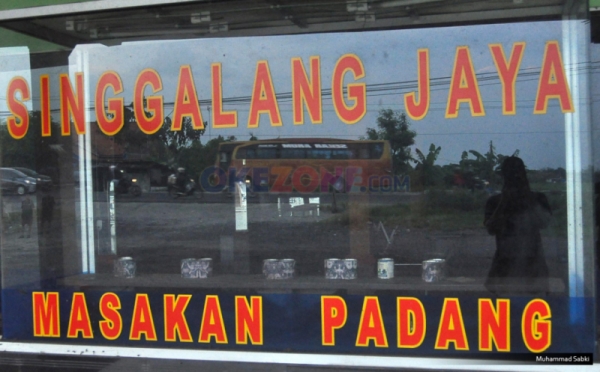 SINGGALANG JAYA
OKEZONE.COM
MASAKAN PADANG
Muhammad Sabki